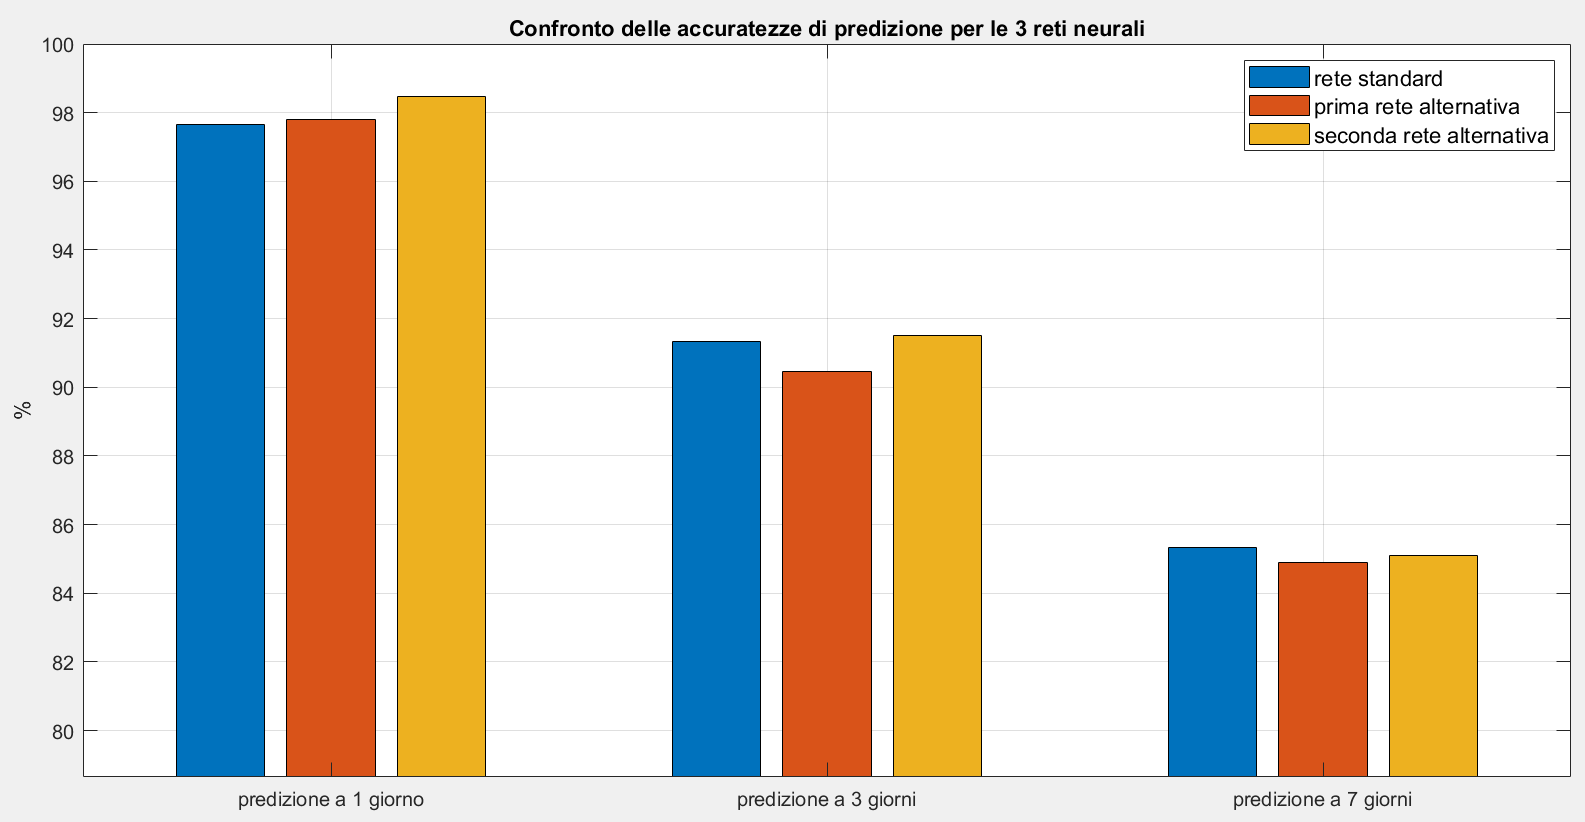 Confronto delle accuratezze di predizione per le 3 reti neurali
100
98
96
94
92
90
88
86
84
82
80
%
rete standard
prima rete alternativa
seconda rete alternativa
predizione a 1 giorno
predizione a 3 giorni
predizione a 7 giorni